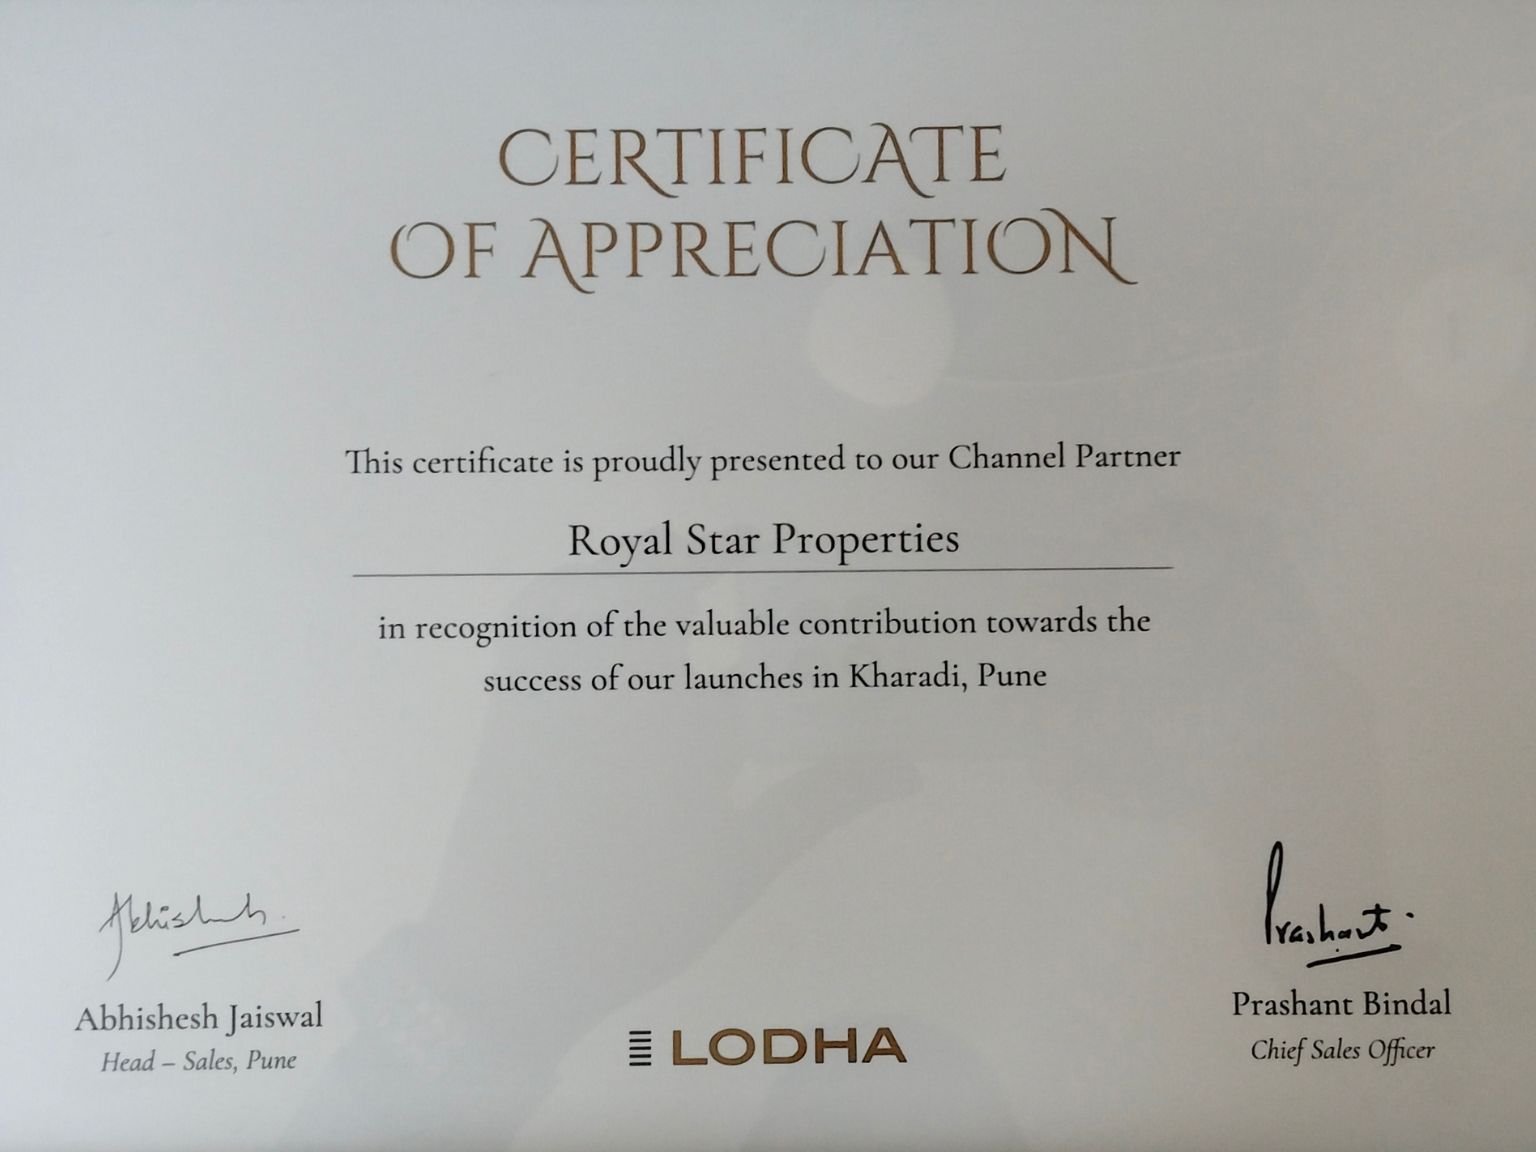 CERTIFICATE
OF APPRECIATION
This certificate is proudly presented to our Channel Partner
Royal Star Properties
in recognition of the valuable contribution towards the
success of our launches in Kharadi, Pune
Abhishesh Jaiswal
Head – Sales, Pune
LODHA
Prashant
Prashant Bindal
Chief Sales Officer